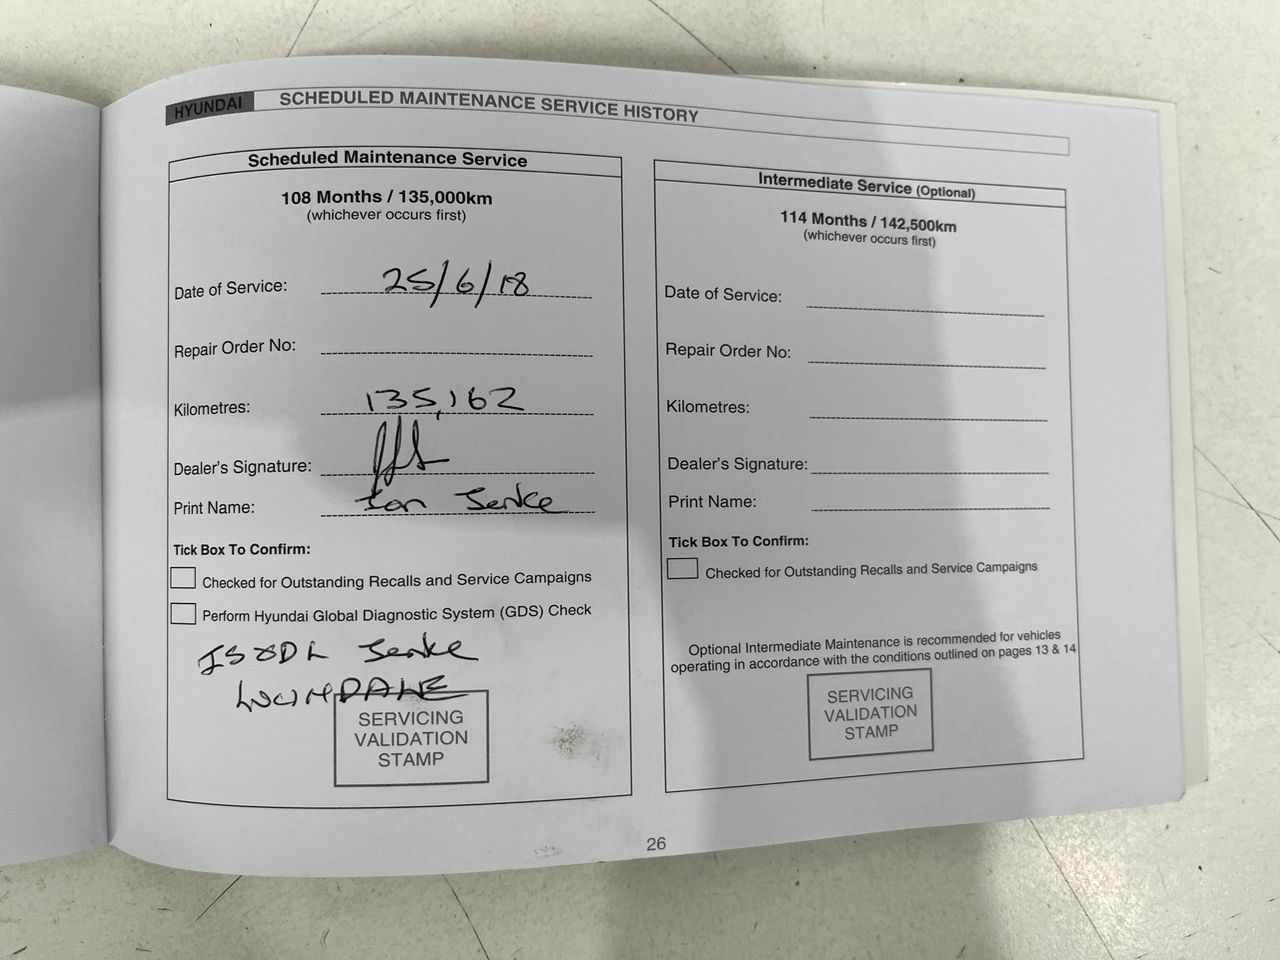 HYUNDAI
SCHEDULED MAINTENANCE SERVICE HISTORY
Scheduled Maintenance Service
108 Months / 135,000km
(whichever occurs first)
Date of Service: 25/6/18
Repair Order No:
Kilometres: 135,162
Dealer's Signature:
Print Name: Ian
Tick Box To Confirm:
Checked for Outstanding Recalls and Service Campaigns
Perform Hyundai Global Diagnostic System (GDS) Check
SERVICING
VALIDATION
STAMP
Intermediate Service (Optional)
114 Months / 142,500km
(whichever occurs first)
Date of Service:
Repair Order No:
Kilometres:
Dealer's Signature:
Print Name:
Tick Box To Confirm:
Checked for Outstanding Recalls and Service Campaigns
Optional Intermediate Maintenance is recommended for vehicles
operating in accordance with the conditions outlined on pages 13 & 14
SERVICING
VALIDATION
STAMP
26